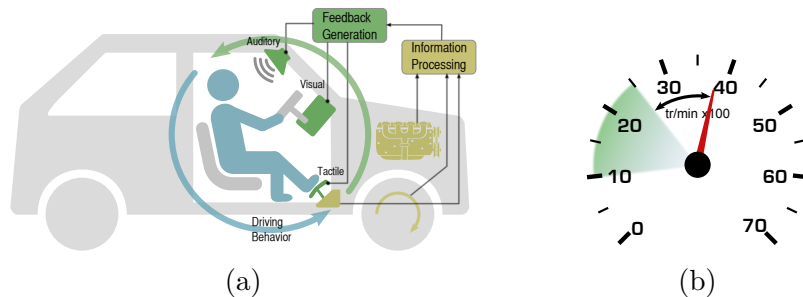 Feedback
Generation
Auditory
Information
Processing
Visual
Tactile
Driving
Behavior
(a)
30
40
tr/min x100
20
50
10
60
0
70
(b)